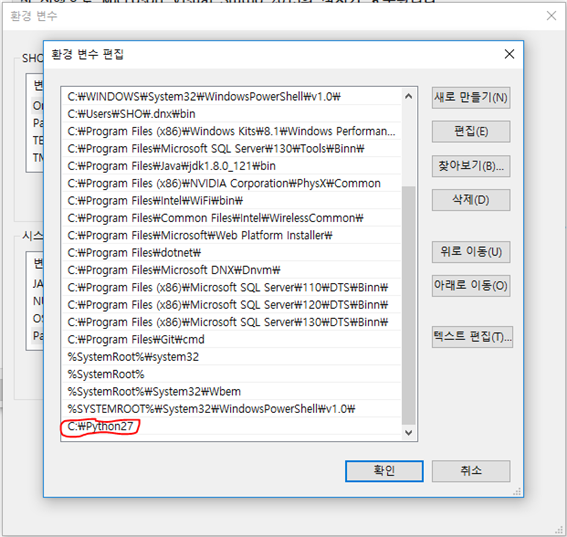 환경 변수
SHO
변
Or
Pa
TE
TM
시스
변
JA
NU
OS
Pa
환경 변수 편집
C:\WINDOWS\System32\WindowsPowerShell\v1.0\
C:\Users\SHO\.dnx\bin
C:\Program Files (x86)\Windows Kits\8.1\Windows Performan...
C:\Program Files\Microsoft SQL Server\130\Tools\Binn\
C:\Program Files\Java\jdk1.8.0_121\bin
C:\Program Files (x86)\NVIDIA Corporation\PhysX\Common
C:\Program Files\Intel\WiFi\bin\
C:\Program Files\Common Files\Intel\WirelessCommon\
C:\Program Files\Microsoft\Web Platform Installer\
C:\Program Files\dotnet\
C:\Program Files\Microsoft DNX\Dnvm\
C:\Program Files (x86)\Microsoft SQL Server\110\DTS\Binn\
C:\Program Files (x86)\Microsoft SQL Server\120\DTS\Binn\
C:\Program Files (x86)\Microsoft SQL Server\130\DTS\Binn\
C:\Program Files\Git\cmd
%SystemRoot%\system32
%SystemRoot%
%SystemRoot%\System32\Wbem
%SYSTEMROOT%\System32\WindowsPowerShell\v1.0\
C:\Python27
새로 만들기(N)
편집(E)
찾아보기(B)...
삭제(D)
위로 이동(U)
아래로 이동(O)
텍스트 편집(T)...
확인
취소